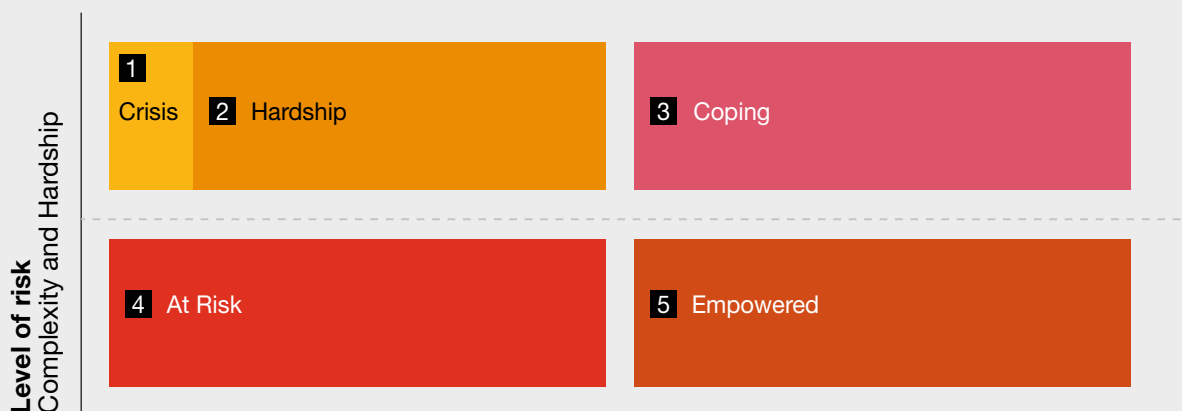 Level of risk
Complexity and Hardship
1
Crisis
2 Hardship
3 Coping
4 At Risk
5 Empowered